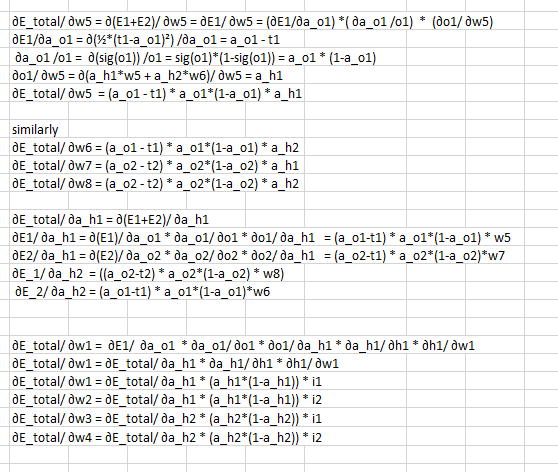 ∂E_total/ ∂w5 = ∂(E1+E2)/ ∂w5 = ∂E1/ ∂w5 = (∂E1/∂a_o1) *( ∂a_o1 /o1)  *  (∂o1/ ∂w5)
∂E1/∂a_o1 = ∂(½*(t1-a_o1)²) /∂a_o1 = a_o1 - t1
∂a_o1 /o1 =  ∂(sig(o1)) /o1 = sig(o1)*(1-sig(o1)) = a_o1 * (1-a_o1)
∂o1/ ∂w5 = ∂(a_h1*w5 + a_h2*w6)/ ∂w5 = a_h1
∂E_total/ ∂w5  = (a_o1 - t1) * a_o1*(1-a_o1) * a_h1
similarly
∂E_total/ ∂w6 = (a_o1 - t1) * a_o1*(1-a_o1) * a_h2
∂E_total/ ∂w7 = (a_o2 - t2) * a_o2*(1-a_o2) * a_h1
∂E_total/ ∂w8 = (a_o2 - t2) * a_o2*(1-a_o2) * a_h2
∂E_total/ ∂a_h1 = ∂(E1+E2)/ ∂a_h1
∂E1/ ∂a_h1 = ∂(E1)/ ∂a_o1 * ∂a_o1/ ∂o1 * ∂o1/ ∂a_h1  = (a_o1-t1) * a_o1*(1-a_o1) * w5
∂E2/ ∂a_h1 = ∂(E2)/ ∂a_o2 * ∂a_o2/ ∂o2 * ∂o2/ ∂a_h1  = (a_o2-t1) * a_o2*(1-a_o2)*w7
∂E_1/ ∂a_h2  = ((a_o2-t2) * a_o2*(1-a_o2) * w8)
∂E_2/ ∂a_h2 = (a_o1-t1) * a_o1*(1-a_o1)*w6
∂E_total/ ∂w1 =  ∂E1/  ∂a_o1  * ∂a_o1/ ∂o1 * ∂o1/ ∂a_h1 * ∂a_h1/ ∂h1 * ∂h1/ ∂w1
∂E_total/ ∂w1 = ∂E_total/ ∂a_h1 * ∂a_h1/ ∂h1 * ∂h1/ ∂w1
∂E_total/ ∂w1 = ∂E_total/ ∂a_h1 * (a_h1*(1-a_h1)) * i1
∂E_total/ ∂w2 = ∂E_total/ ∂a_h1 * (a_h1*(1-a_h1)) * i2
∂E_total/ ∂w3 = ∂E_total/ ∂a_h2 * (a_h2*(1-a_h2)) * i1
∂E_total/ ∂w4 = ∂E_total/ ∂a_h2 * (a_h2*(1-a_h2)) * i2